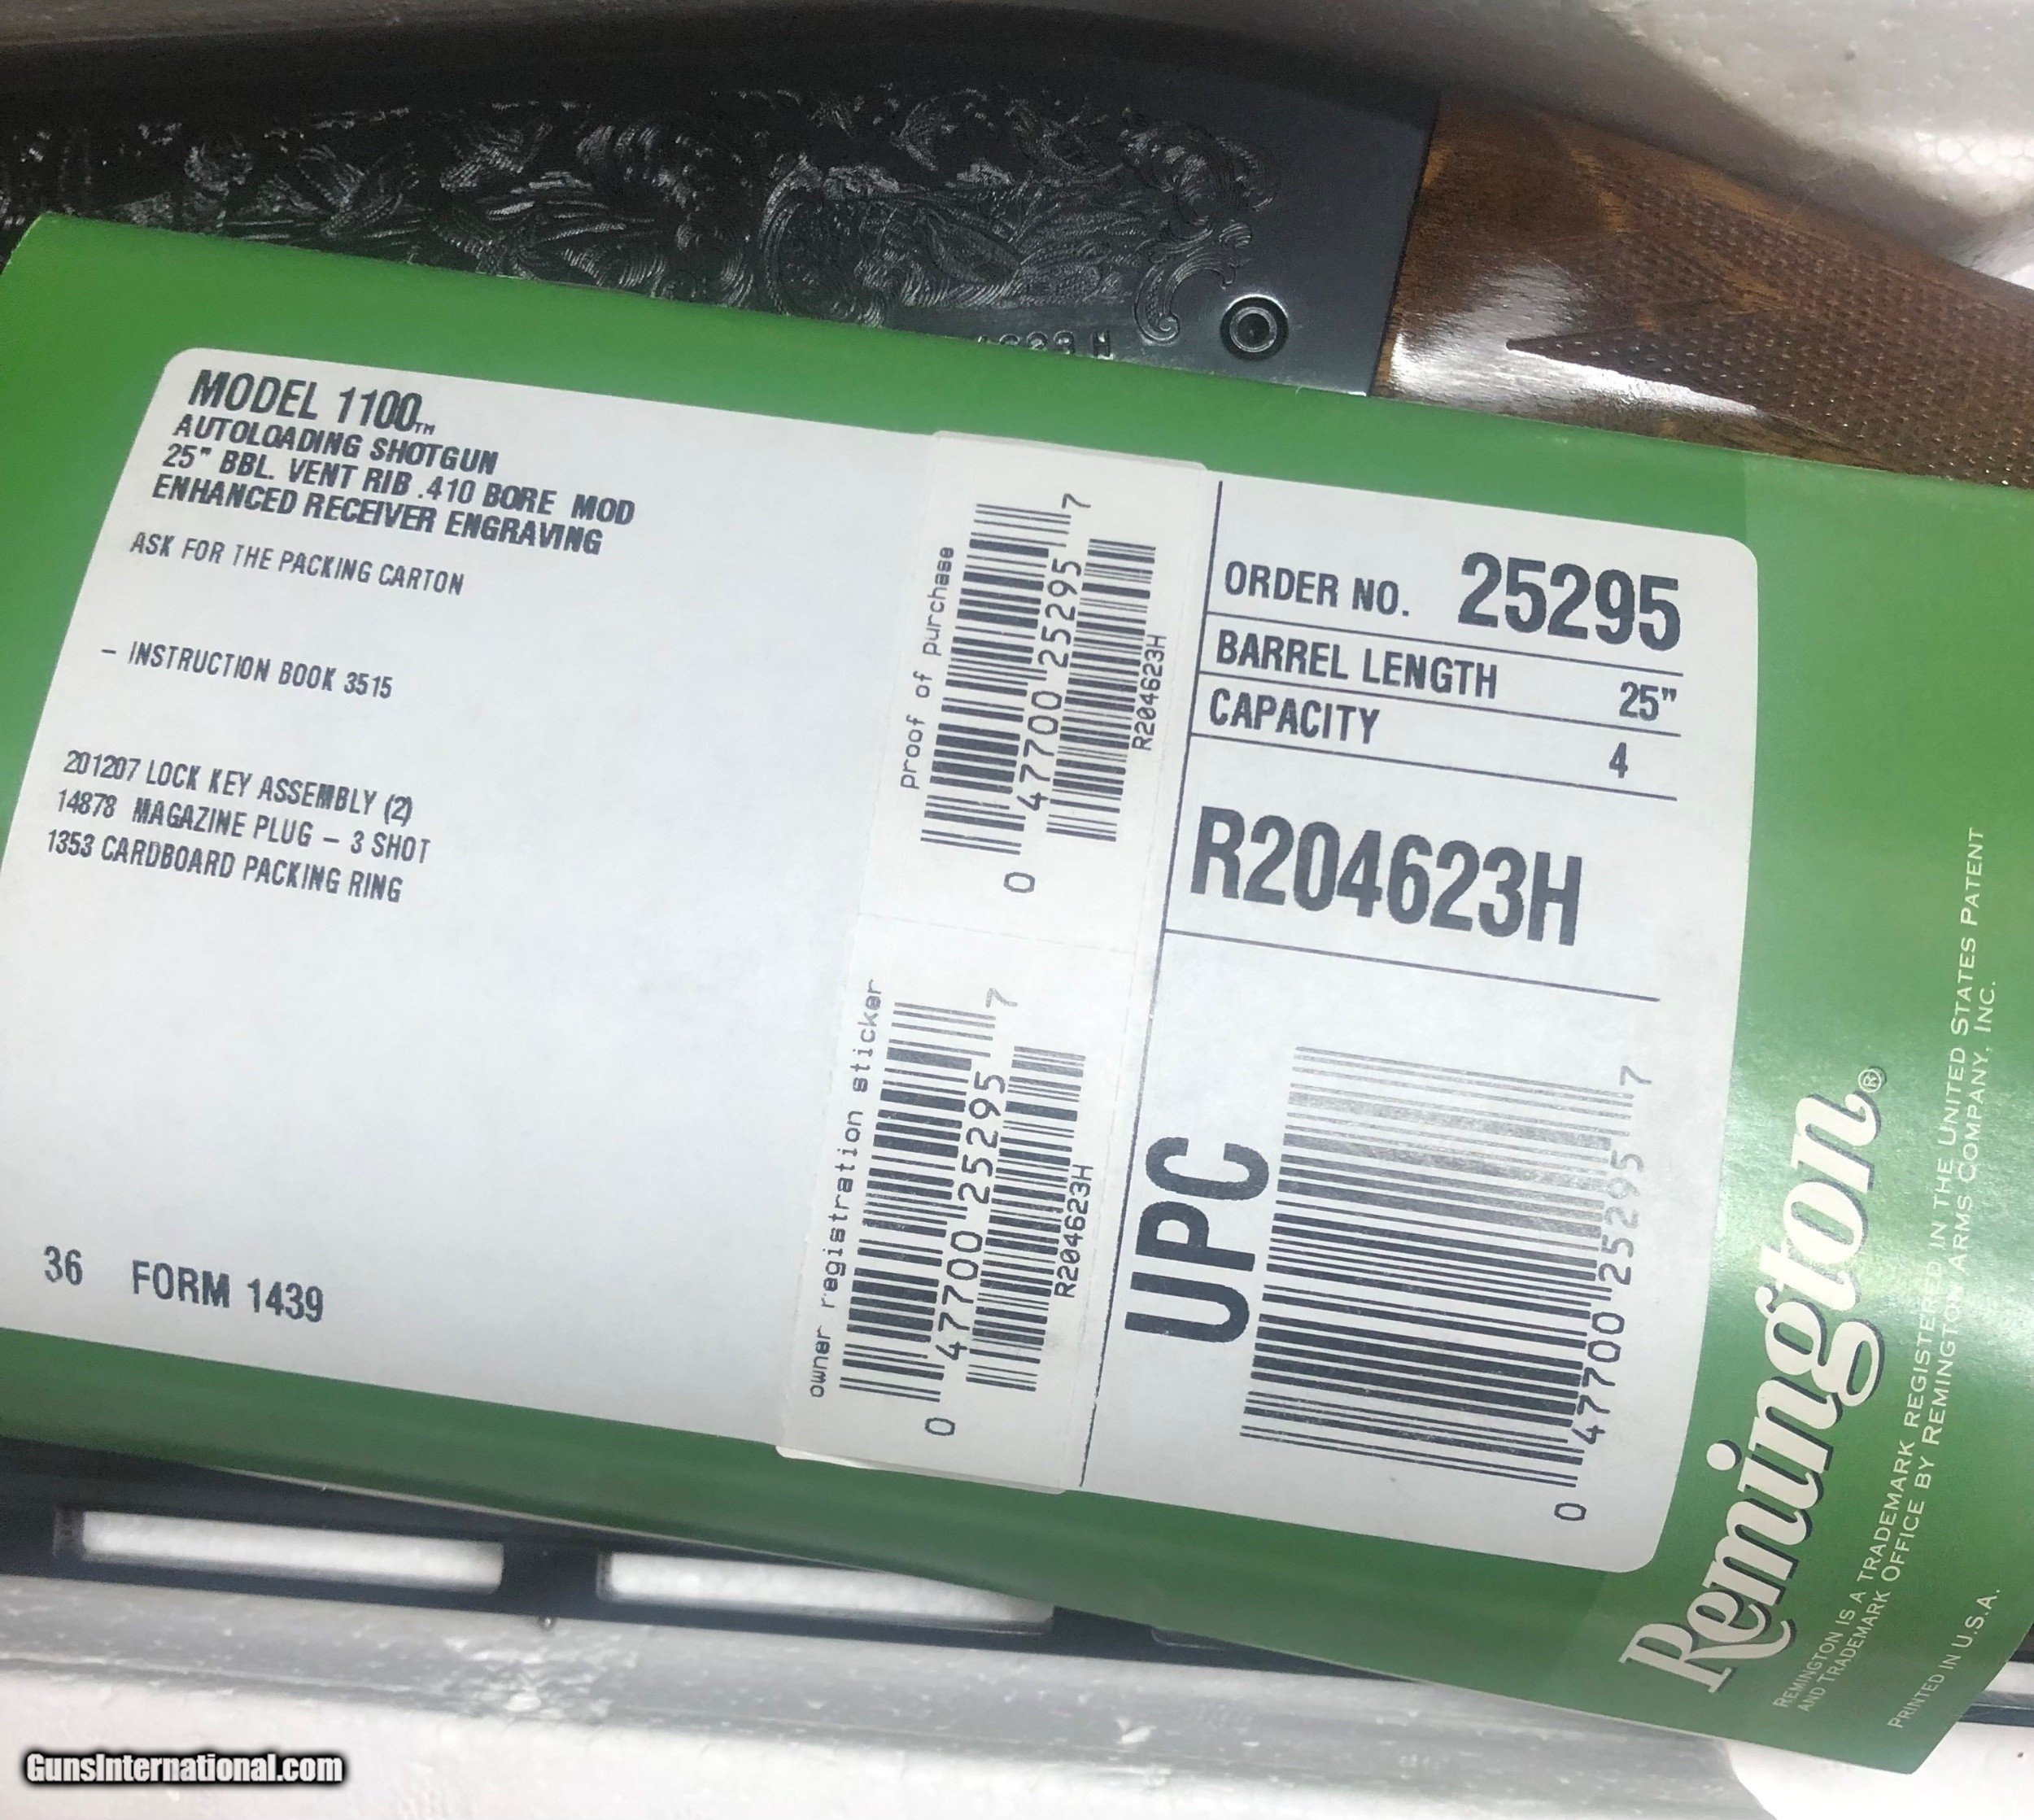 4623 H
MODEL 1100™
AUTOLOADING SHOTGUN
25" BBL. VENT RIB .410 BORE MOD
ENHANCED RECEIVER ENGRAVING
ASK FOR THE PACKING CARTON
– INSTRUCTION BOOK 3515
201207 LOCK KEY ASSEMBLY (2)
14878 MAGAZINE PLUG – 3 SHOT
1353 CARDBOARD PACKING RING
36 FORM 1439
proof of purchase
0 47700 25295 7
R204623H
owner registration sticker
0 47700 25295 7
R204623H
ORDER NO. 25295
BARREL LENGTH 25"
CAPACITY 4
R204623H
UPC
0 47700 25295 7
Remington®
REMINGTON IS A TRADEMARK REGISTERED IN THE UNITED STATES PATENT
AND TRADEMARK OFFICE BY REMINGTON ARMS COMPANY, INC.
PRINTED IN U.S.A.
GunsInternational.com